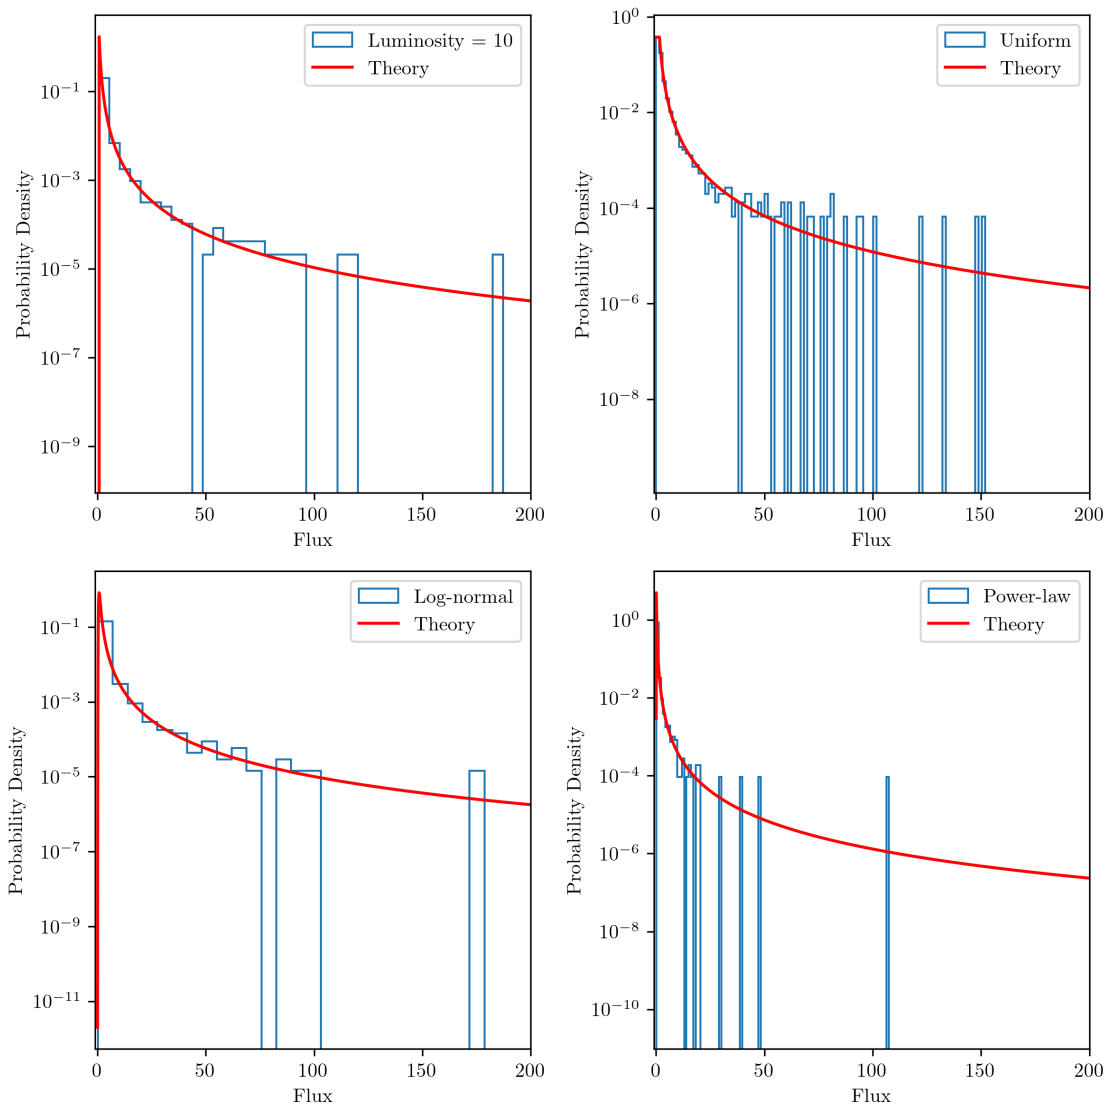 Luminosity = 10
Theory
10⁻¹
10⁻³
10⁻⁵
10⁻⁷
10⁻⁹
Probability Density
0 50 100 150 200
Flux
Uniform
Theory
10⁰
10⁻²
10⁻⁴
10⁻⁶
10⁻⁸
Probability Density
0 50 100 150 200
Flux
Log-normal
Theory
10⁻¹
10⁻³
10⁻⁵
10⁻⁷
10⁻⁹
10⁻¹¹
Probability Density
0 50 100 150 200
Flux
Power-law
Theory
10⁰
10⁻²
10⁻⁴
10⁻⁶
10⁻⁸
10⁻¹⁰
Probability Density
0 50 100 150 200
Flux